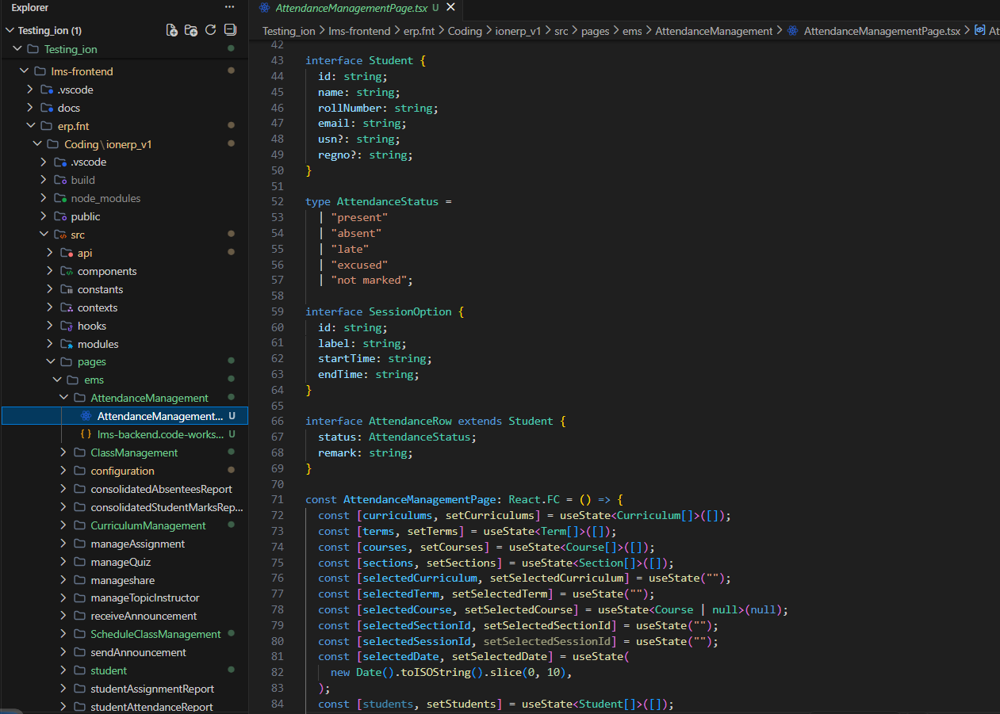 Explorer
AttendanceManagementPage.tsx U
Testing_ion (1)
Testing_ion > lms-frontend > erp.fnt > Coding > ionerp_v1 > src > pages > ems > AttendanceManagement > AttendanceManagementPage.tsx > At
Testing_ion
lms-frontend
.vscode
docs
erp.fnt
Coding\ionerp_v1
.vscode
build
node_modules
public
src
api
components
constants
contexts
hooks
modules
pages
ems
AttendanceManagement
AttendanceManagement... U
{} lms-backend.code-works... U
ClassManagement
configuration
consolidatedAbsenteesReport
consolidatedStudentMarksRep...
CurriculumManagement
manageAssignment
manageQuiz
manageshare
manageTopicInstructor
receiveAnnouncement
ScheduleClassManagement
sendAnnouncement
student
studentAssignmentReport
studentAttendanceReport
42
43 interface Student {
44   id: string;
45   name: string;
46   rollNumber: string;
47   email: string;
48   usn?: string;
49   regno?: string;
50 }
51
52 type AttendanceStatus =
53   | "present"
54   | "absent"
55   | "late"
56   | "excused"
57   | "not marked";
58
59 interface SessionOption {
60   id: string;
61   label: string;
62   startTime: string;
63   endTime: string;
64 }
65
66 interface AttendanceRow extends Student {
67   status: AttendanceStatus;
68   remark: string;
69 }
70
71 const AttendanceManagementPage: React.FC = () => {
72   const [curriculums, setCurriculums] = useState<Curriculum[]>([]);
73   const [terms, setTerms] = useState<Term[]>([]);
74   const [courses, setCourses] = useState<Course[]>([]);
75   const [sections, setSections] = useState<Section[]>([]);
76   const [selectedCurriculum, setSelectedCurriculum] = useState("");
77   const [selectedTerm, setSelectedTerm] = useState("");
78   const [selectedCourse, setSelectedCourse] = useState<Course | null>(null);
79   const [selectedSectionId, setSelectedSectionId] = useState("");
80   const [selectedSessionId, setSelectedSessionId] = useState("");
81   const [selectedDate, setSelectedDate] = useState(
82     new Date().toISOString().slice(0, 10),
83   );
84   const [students, setStudents] = useState<Student[]>([]);